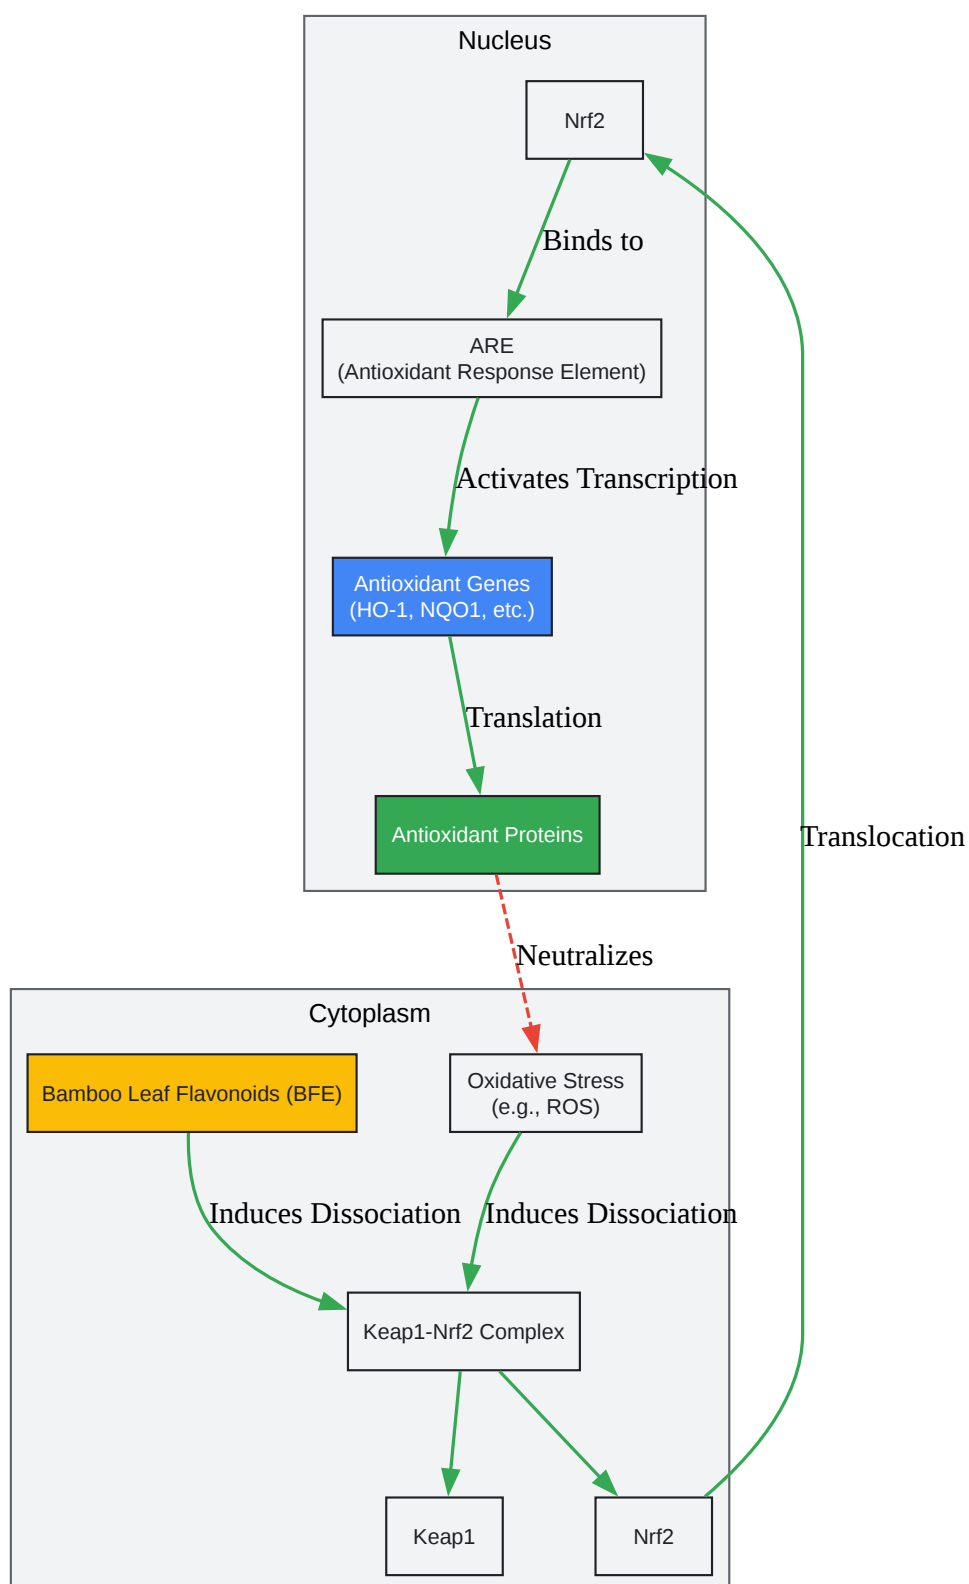 Nucleus
Nrf2
Binds to
ARE
(Antioxidant Response Element)
Activates Transcription
Antioxidant Genes
(HO-1, NQO1, etc.)
Translation
Antioxidant Proteins
Translocation
Neutralizes
Cytoplasm
Bamboo Leaf Flavonoids (BFE)
Oxidative Stress
(e.g., ROS)
Induces Dissociation
Induces Dissociation
Keap1-Nrf2 Complex
Keap1
Nrf2